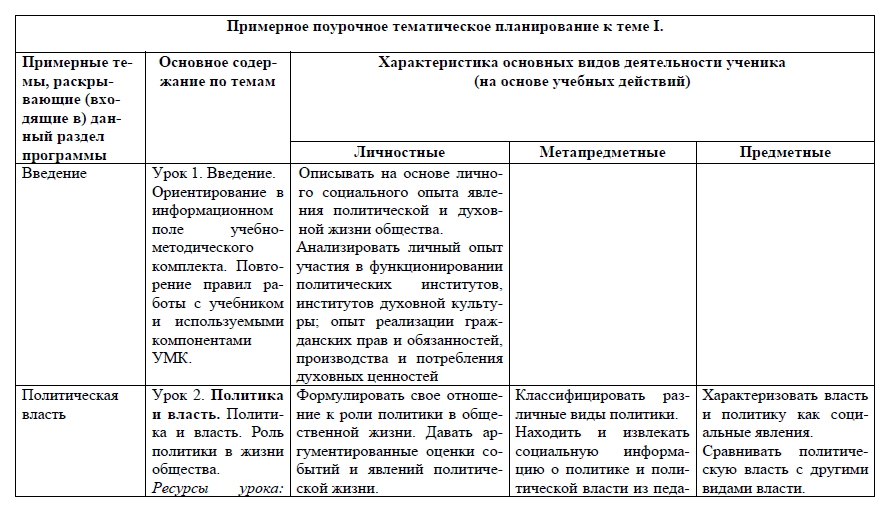 Примерное поурочное тематическое планирование к теме I.
Примерные те-
мы, раскры-
вающие (вхо-
дящие в) дан-
ный раздел
программы
Основное содер-
жание по темам
Характеристика основных видов деятельности ученика
(на основе учебных действий)
Личностные
Метапредметные
Предметные
Введение
Урок 1. Введение.
Ориентирование в
информационном
поле учебно-
методического
комплекта. Повто-
рение правил ра-
боты с учебником
и используемыми
компонентами
УМК.
Описывать на основе лично-
го социального опыта явле-
ния политической и духов-
ной жизни общества.
Анализировать личный опыт
участия в функционировании
политических институтов,
институтов духовной культу-
ры; опыт реализации граж-
данских прав и обязанностей,
производства и потребления
духовных ценностей
Политическая
власть
Урок 2. Политика
и власть. Полити-
ка и власть. Роль
политики в жизни
общества.
Ресурсы урока:
Формулировать свое отноше-
ние к роли политики в обще-
ственной жизни. Давать ар-
гументированные оценки со-
бытий и явлений политиче-
ской жизни.
Классифицировать раз-
личные виды политики.
Находить и извлекать
социальную информа-
цию о политике и поли-
тической власти из педа-
Характеризовать власть
и политику как соци-
альные явления.
Сравнивать политиче-
скую власть с другими
видами власти.